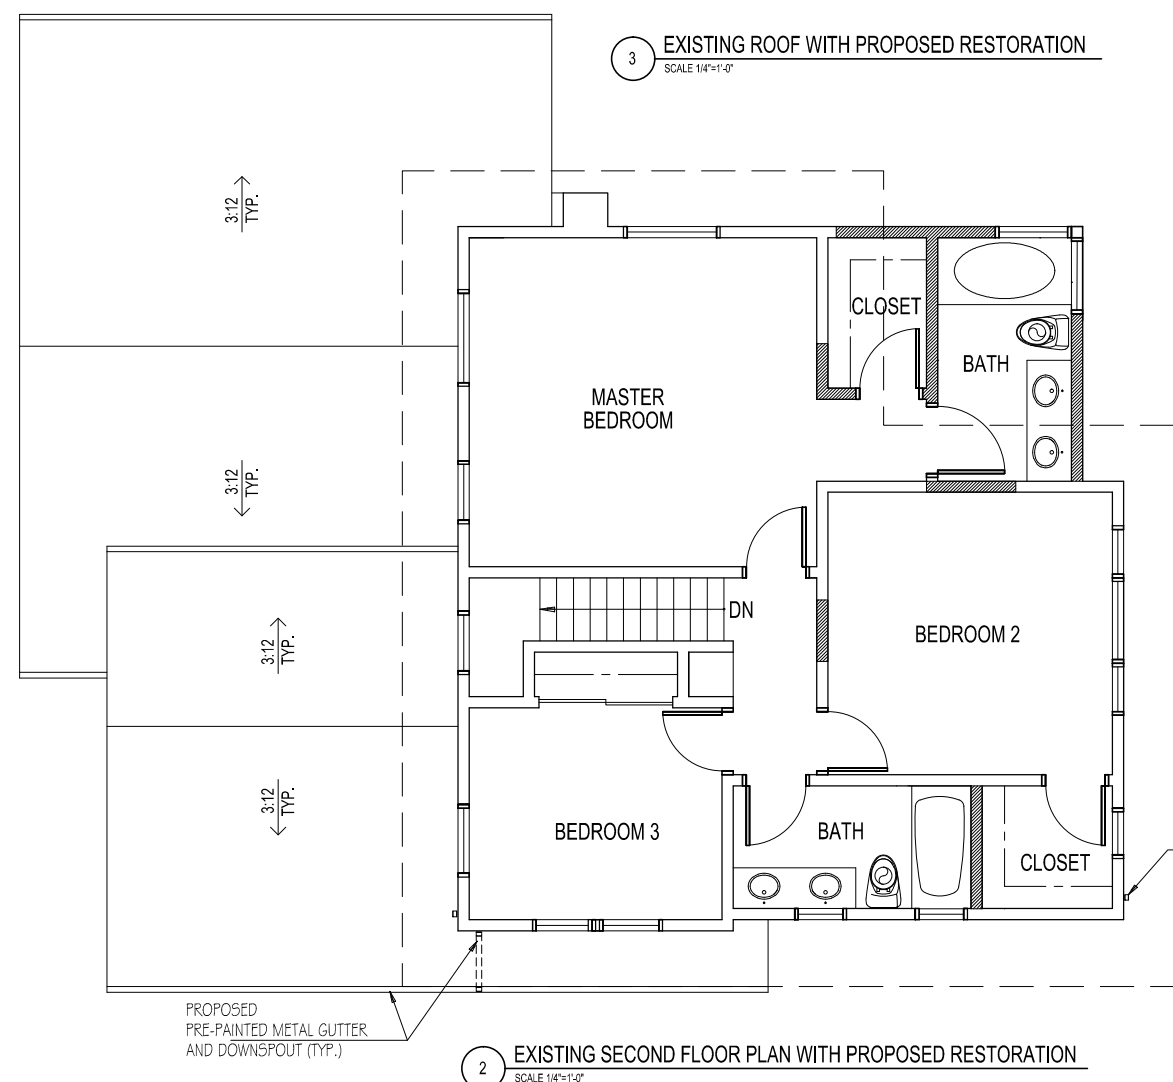 3
EXISTING ROOF WITH PROPOSED RESTORATION
SCALE 1/4"=1'-0"
3:12
TYP.
CLOSET
BATH
MASTER
BEDROOM
3:12
TYP.
DN
3:12
TYP.
BEDROOM 2
3:12
TYP.
BEDROOM 3
BATH
CLOSET
PROPOSED
PRE-PAINTED METAL GUTTER
AND DOWNSPOUT (TYP.)
2
EXISTING SECOND FLOOR PLAN WITH PROPOSED RESTORATION
SCALE 1/4"=1'-0"